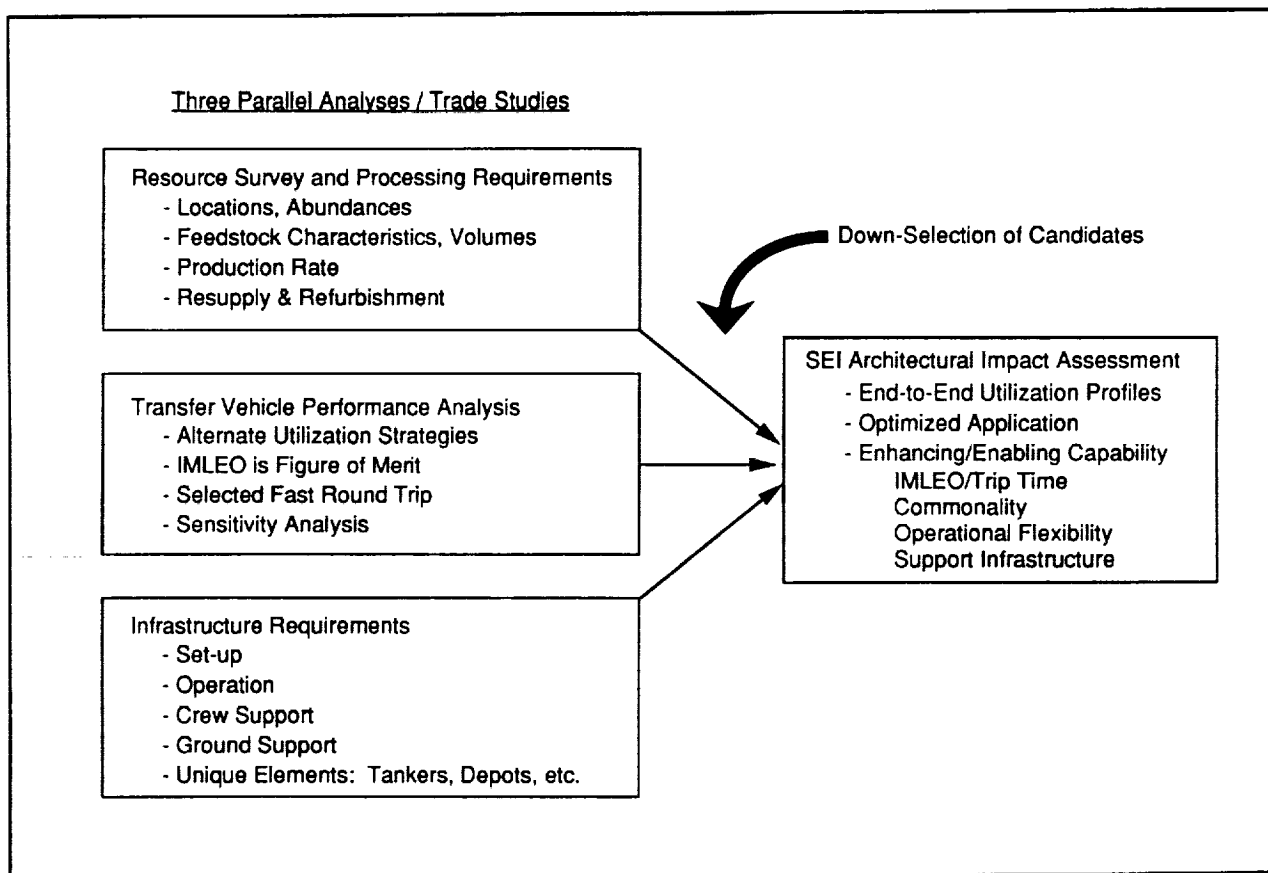 Three Parallel Analyses / Trade Studies
Resource Survey and Processing Requirements
- Locations, Abundances
- Feedstock Characteristics, Volumes
- Production Rate
- Resupply & Refurbishment
Down-Selection of Candidates
Transfer Vehicle Performance Analysis
- Alternate Utilization Strategies
- IMLEO is Figure of Merit
- Selected Fast Round Trip
- Sensitivity Analysis
SEI Architectural Impact Assessment
- End-to-End Utilization Profiles
- Optimized Application
- Enhancing/Enabling Capability
IMLEO/Trip Time
Commonality
Operational Flexibility
Support Infrastructure
Infrastructure Requirements
- Set-up
- Operation
- Crew Support
- Ground Support
- Unique Elements: Tankers, Depots, etc.